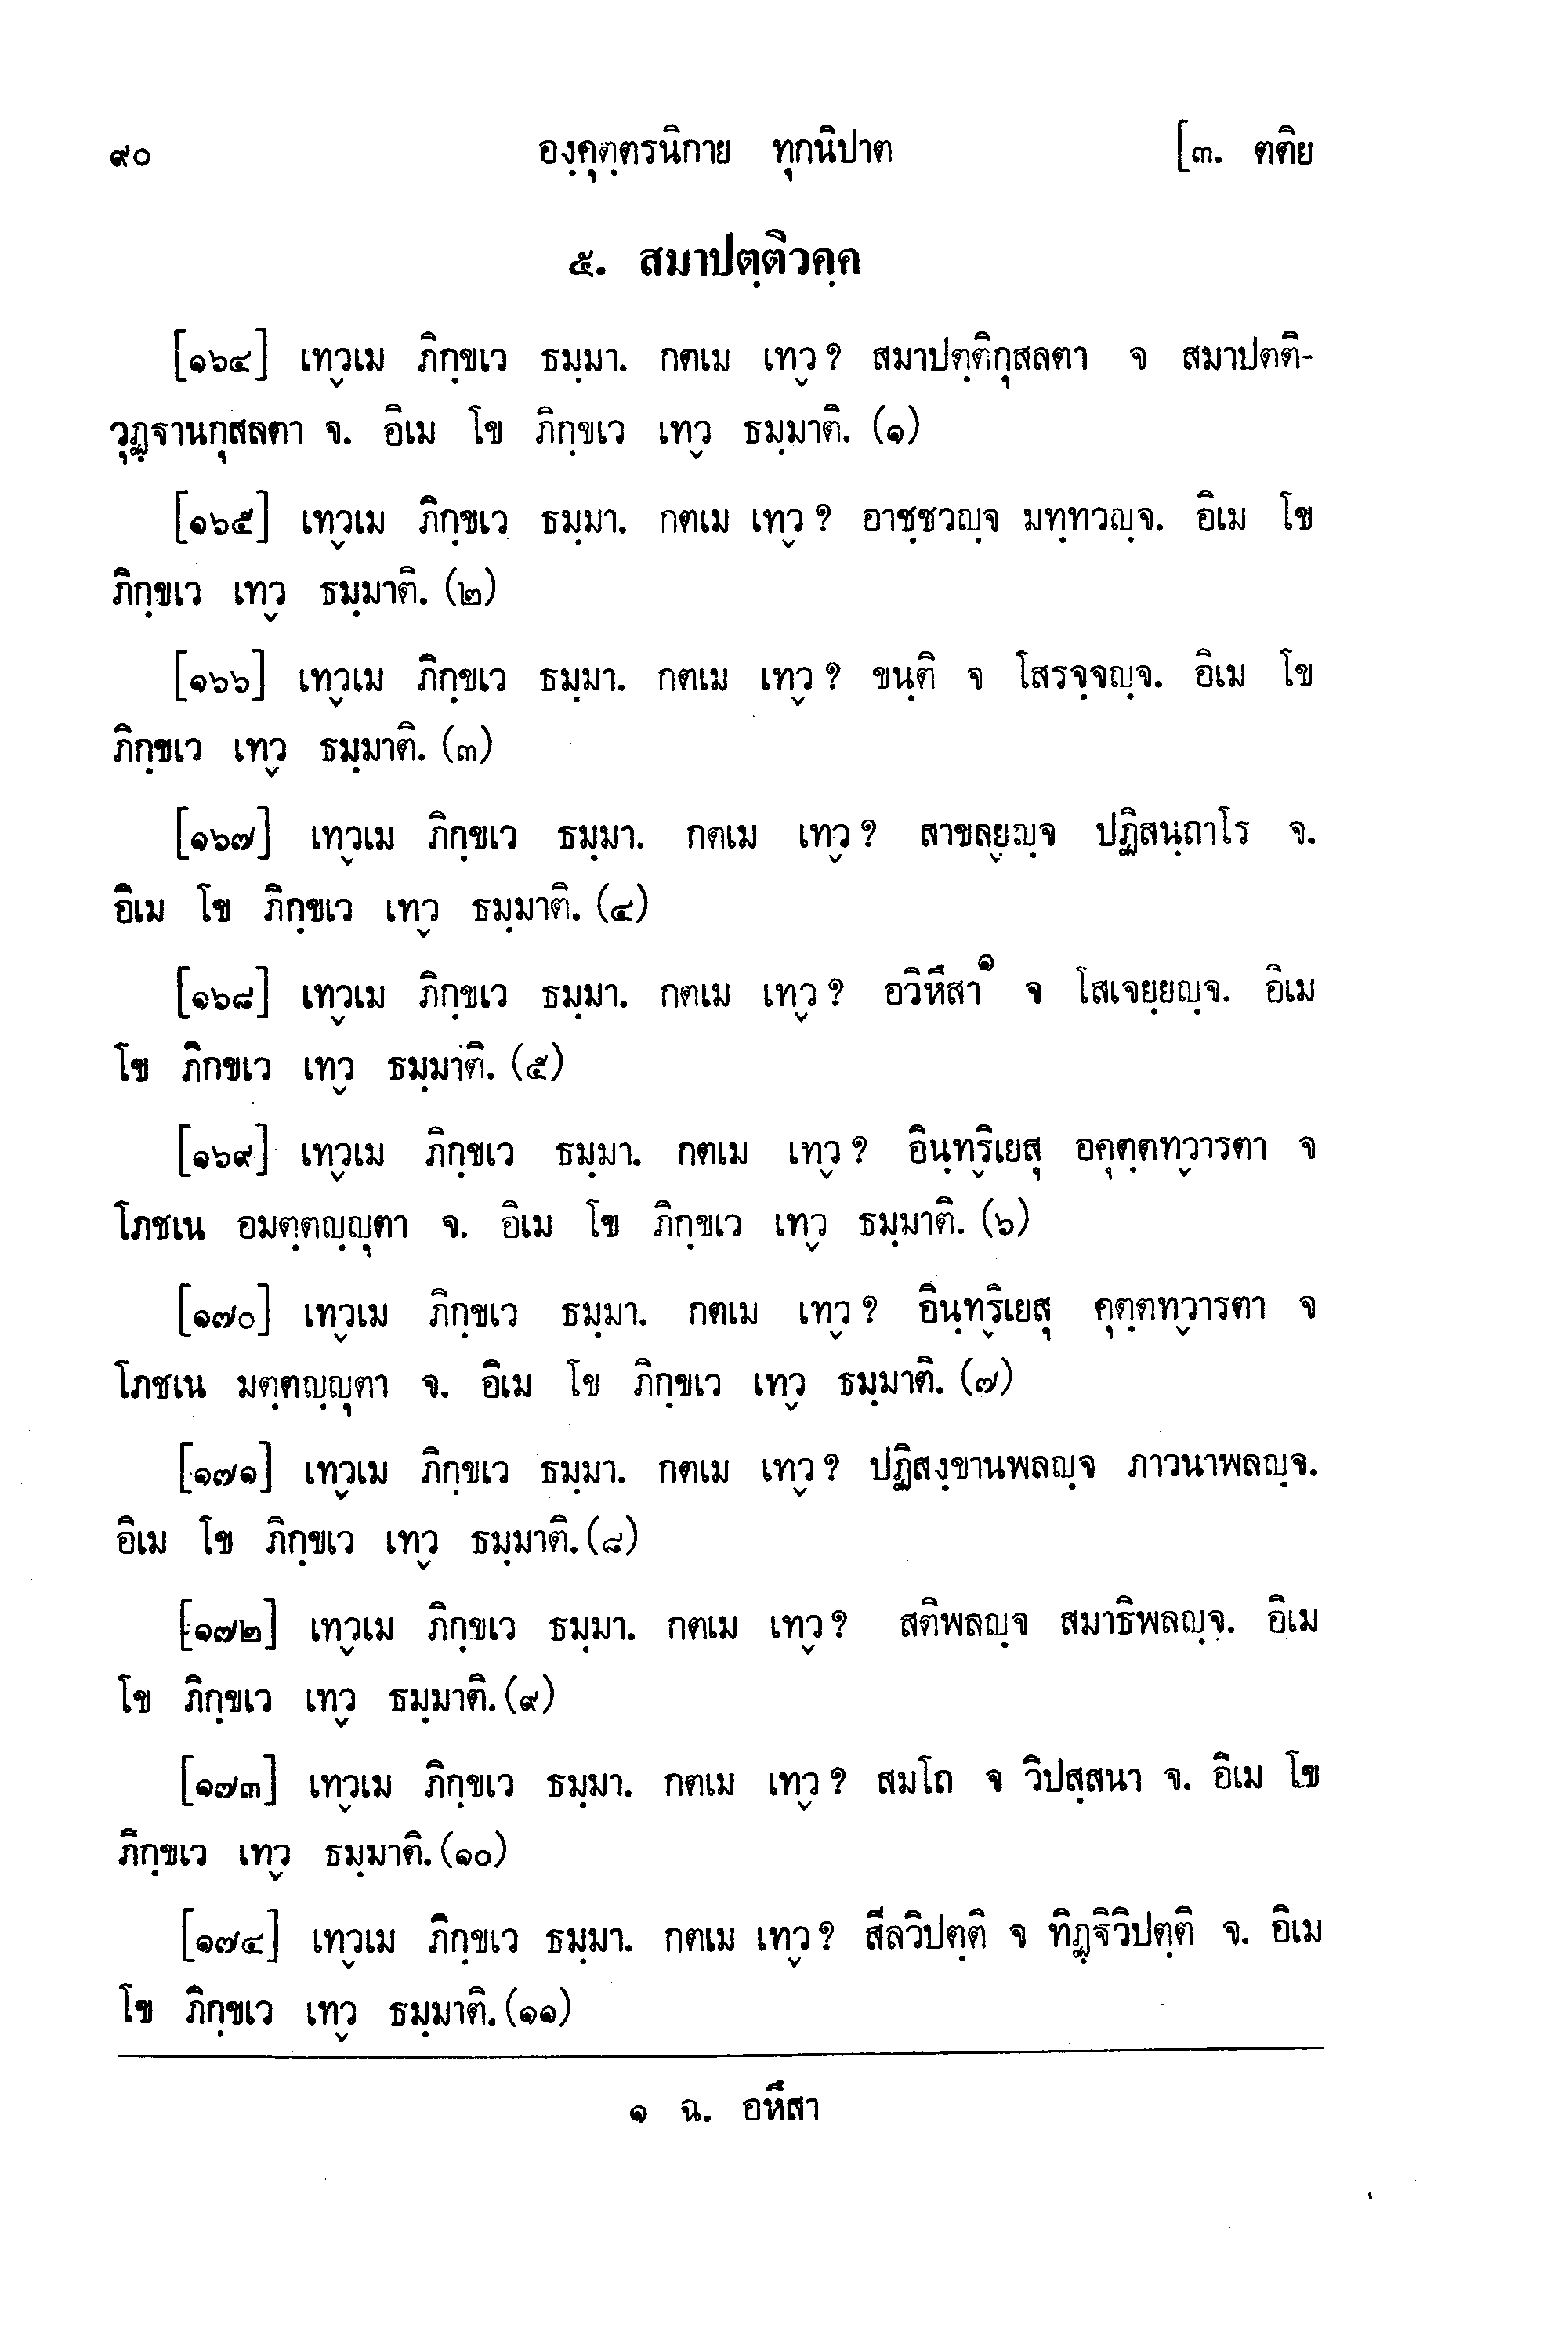 ๙๐ องฺคุตฺตรนิกาย ทุกนิปาต [๓. ตติย
๕. สมาปตฺติวคฺค
[๑๖๔] เทฺวเม ภิกฺขเว ธมฺมา. กตเม เทฺว ? สมาปตฺติกุสลตา จ สมาปตติ-
วุฏฺฐานกุสลตา จ. อิเม โข ภิกฺขเว เทฺว ธมฺมาติ. (๑)
[๑๖๕] เทฺวเม ภิกฺขเว ธมฺมา. กตเม เทฺว ? อาชฺชวญฺจ มทฺทวญฺจ. อิเม โข
ภิกฺขเว เทฺว ธมฺมาติ. (๒)
[๑๖๖] เทฺวเม ภิกฺขเว ธมฺมา. กตเม เทฺว ? ขนฺติ จ โสรจฺจญฺจ. อิเม โข
ภิกฺขเว เทฺว ธมฺมาติ. (๓)
[๑๖๗] เทฺวเม ภิกฺขเว ธมฺมา. กตเม เทฺว ? สาขลฺยญฺจ ปฏิสนฺถาโร จ.
อิเม โข ภิกฺขเว เทฺว ธมฺมาติ. (๔)
[๑๖๘] เทฺวเม ภิกฺขเว ธมฺมา. กตเม เทฺว ? อวิหึสา๑ จ โสเจยฺยญฺจ. อิเม
โข ภิกขเว เทฺว ธมฺมาติ. (๕)
[๑๖๙] เทฺวเม ภิกฺขเว ธมฺมา. กตเม เทฺว ? อินฺทฺริเยสุ อคุตฺตทฺวารตา จ
โภชเน อมตฺตญฺญุตา จ. อิเม โข ภิกฺขเว เทฺว ธมฺมาติ. (๖)
[๑๗๐] เทฺวเม ภิกฺขเว ธมฺมา. กตเม เทฺว ? อินฺทฺริเยสุ คุตฺตทฺวารตา จ
โภชเน มตฺตญฺญุตา จ. อิเม โข ภิกฺขเว เทฺว ธมฺมาติ. (๗)
[๑๗๑] เทฺวเม ภิกฺขเว ธมฺมา. กตเม เทฺว ? ปฏิสงฺขานพลญฺจ ภาวนาพลญฺจ.
อิเม โข ภิกฺขเว เทฺว ธมฺมาติ. (๘)
[๑๗๒] เทฺวเม ภิกฺขเว ธมฺมา. กตเม เทฺว ? สติพลญฺจ สมาธิพลญฺจ. อิเม
โข ภิกฺขเว เทฺว ธมฺมาติ. (๙)
[๑๗๓] เทฺวเม ภิกฺขเว ธมฺมา. กตเม เทฺว ? สมโถ จ วิปสฺสนา จ. อิเม โข
ภิกฺขเว เทฺว ธมฺมาติ. (๑๐)
[๑๗๔] เทฺวเม ภิกฺขเว ธมฺมา. กตเม เทฺว ? สีลวิปตฺติ จ ทิฏฺฐิวิปตฺติ จ. อิเม
โข ภิกฺขเว เทฺว ธมฺมาติ. (๑๑)
๑ ฉ. อหึสา